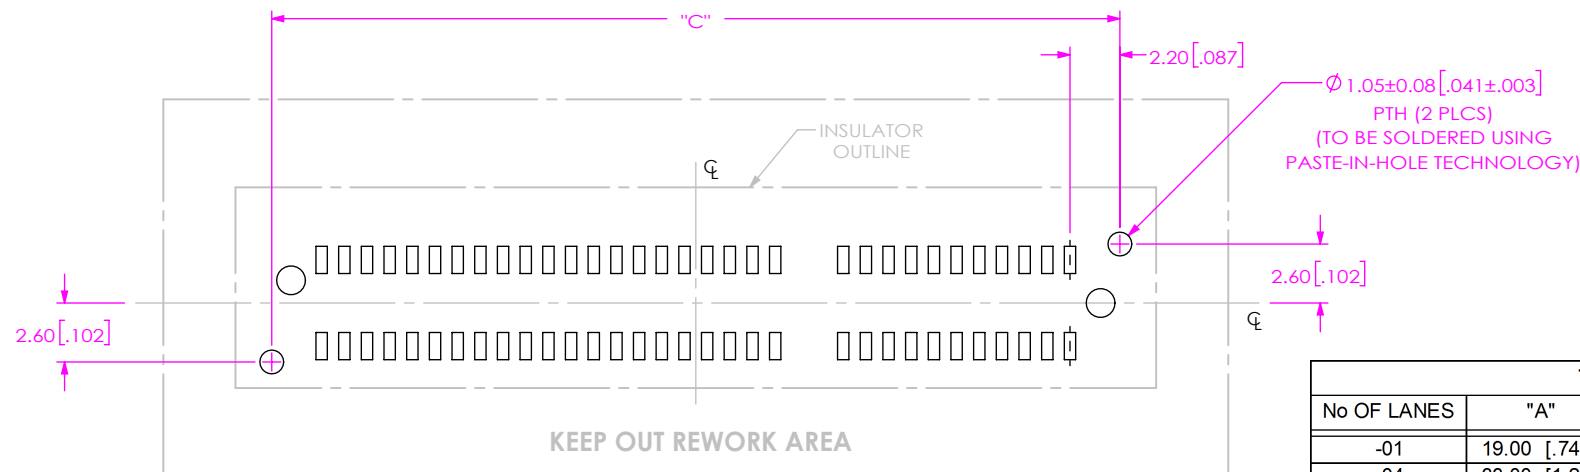 "C"
2.20[.087]
⌀1.05±0.08[.041±.003]
PTH (2 PLCS)
(TO BE SOLDERED USING
PASTE-IN-HOLE TECHNOLOGY)
INSULATOR
OUTLINE
℄
2.60[.102]
℄
2.60[.102]
No OF LANES "A"
-01 19.00 [.74
KEEP OUT REWORK AREA